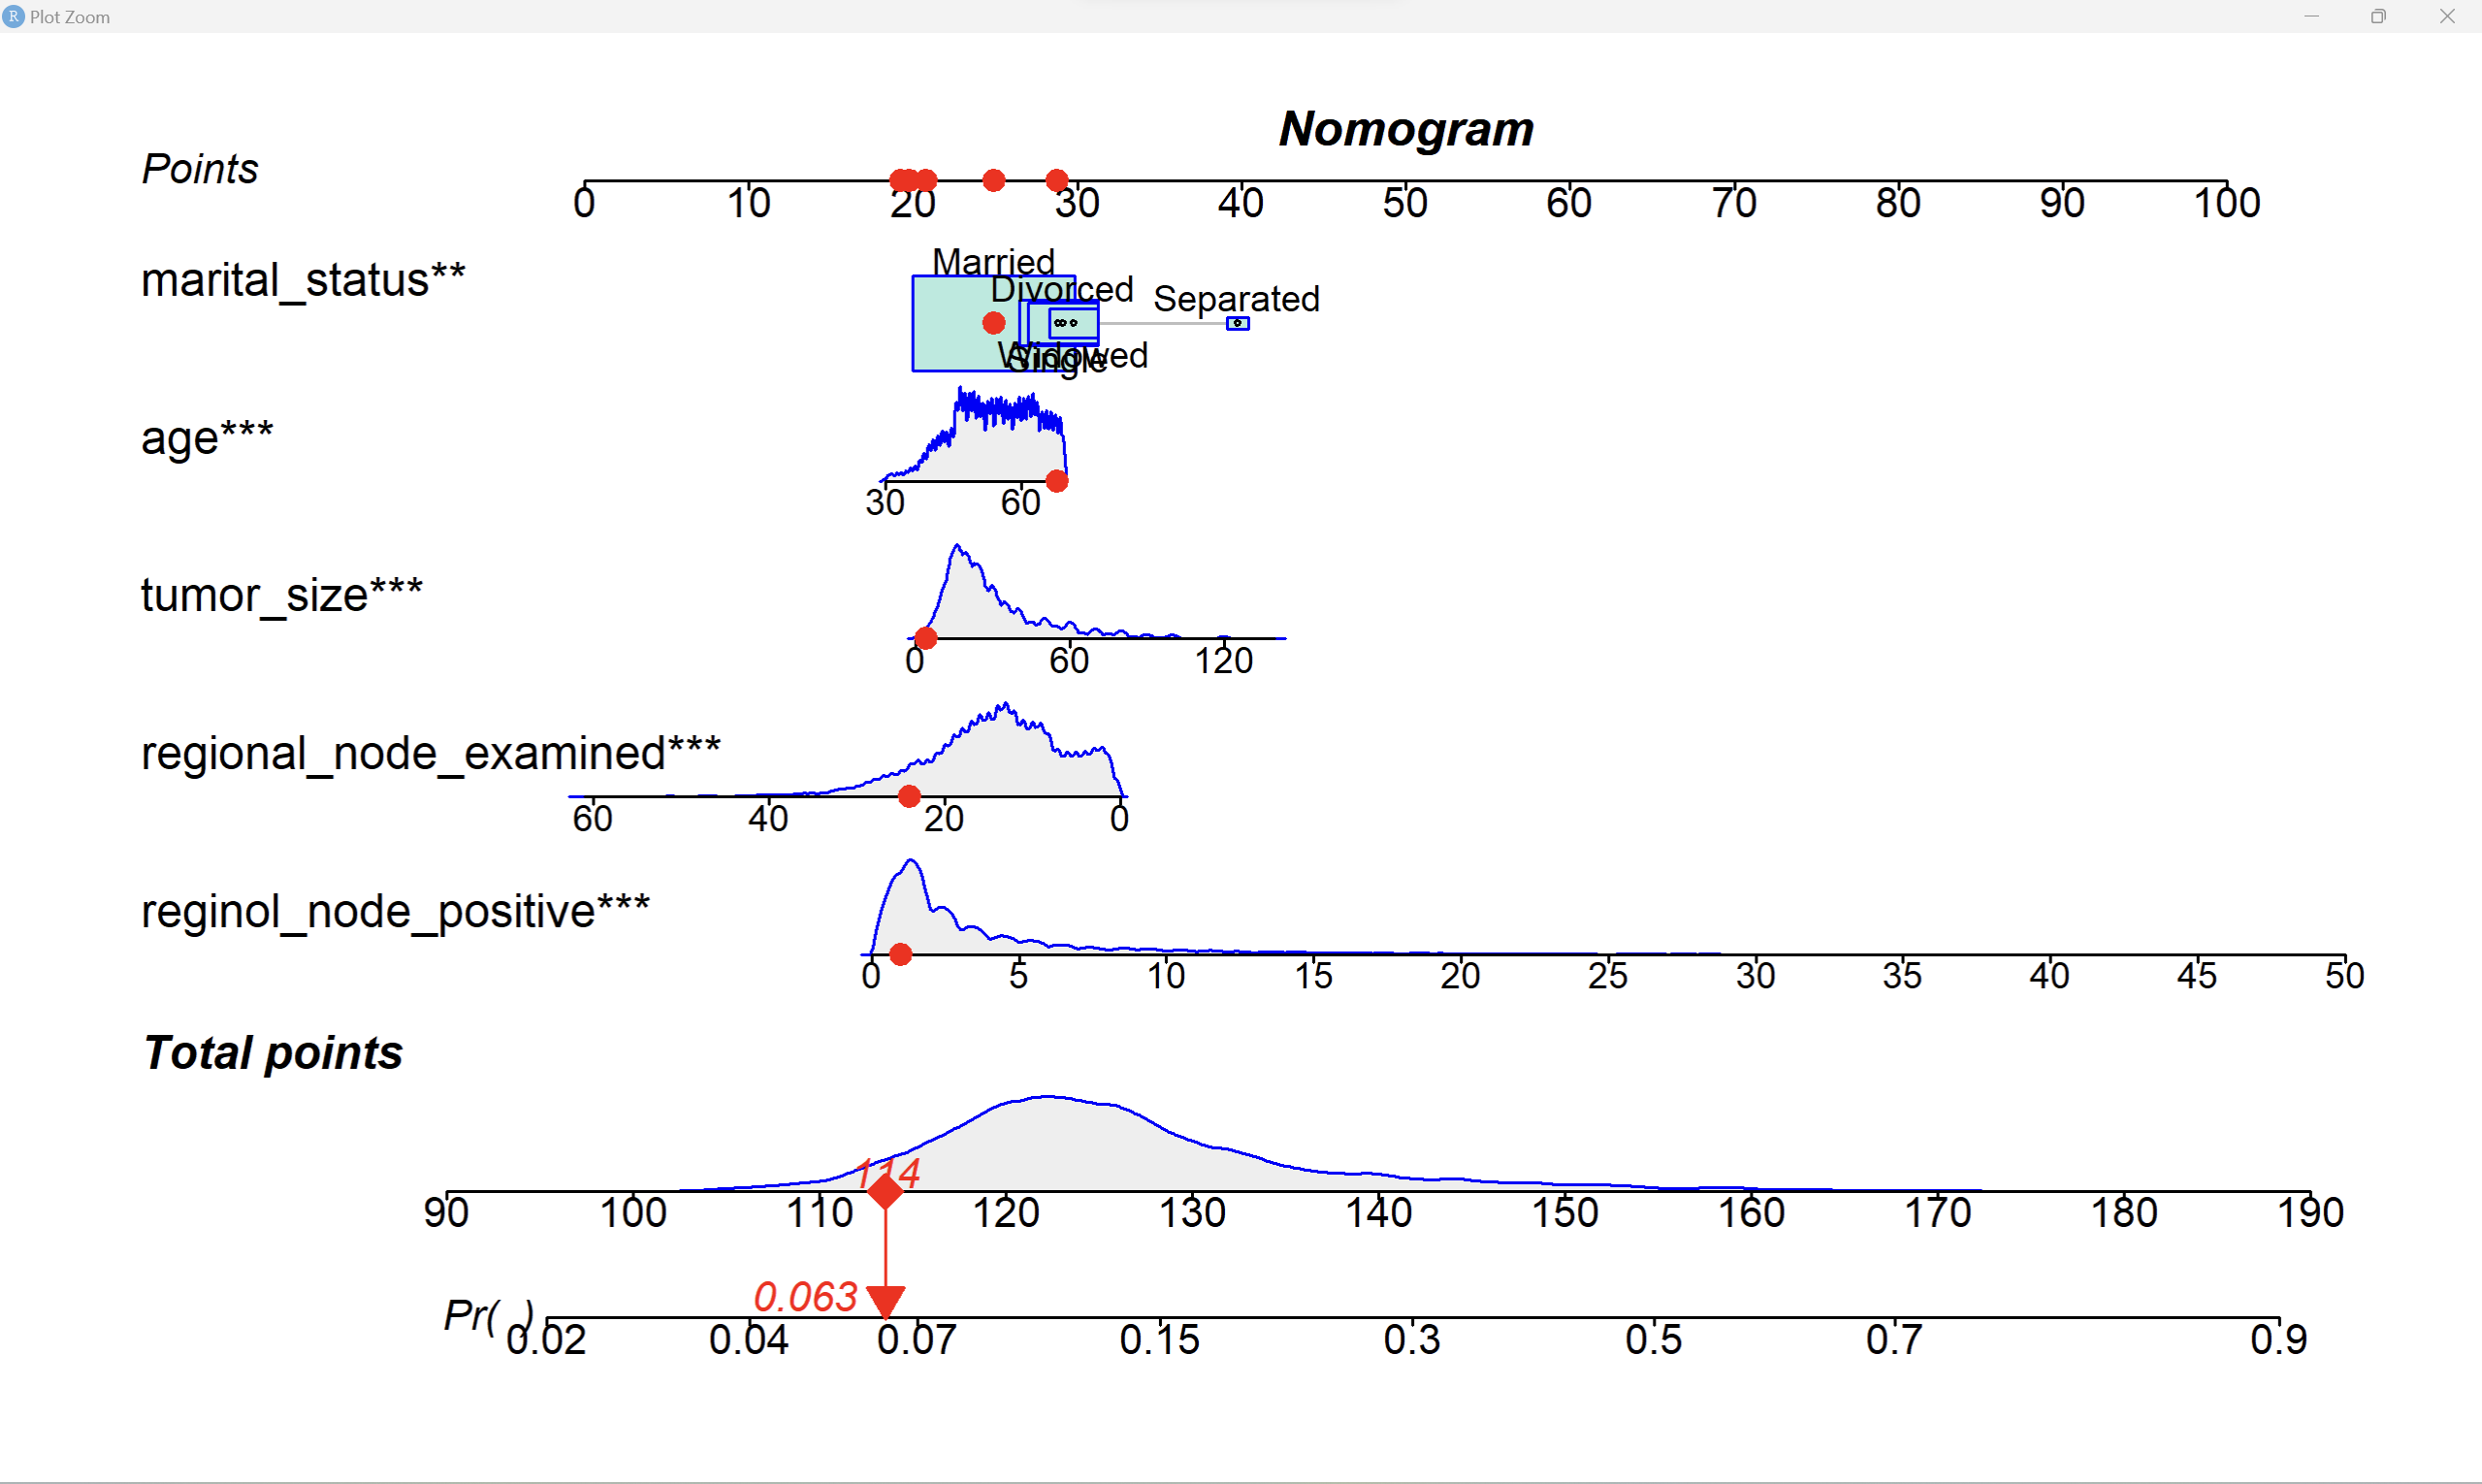 Plot Zoom
Nomogram
Points
0 10 20 30 40 50 60 70 80 90 100
marital_status**
Married
Divorced
Separated
Widowed
Single
age***
30 60
tumor_size***
0 60 120
regional_node_examined***
60 40 20 0
reginol_node_positive***
0 5 10 15 20 25 30 35 40 45 50
Total points
114
90 100 110 120 130 140 150 160 170 180 190
0.063
Pr( )
0.02 0.04 0.07 0.15 0.3 0.5 0.7 0.9